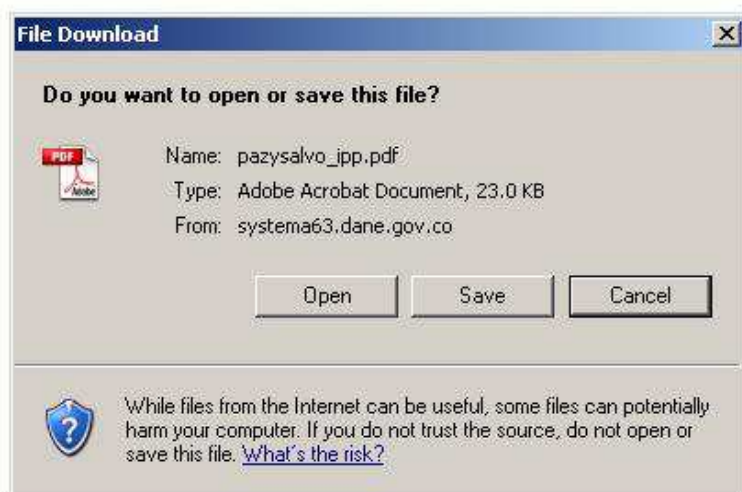 File Download
Do you want to open or save this file?
PDF
Adobe
Name: pazysalvo_ipp.pdf
Type: Adobe Acrobat Document, 23.0 KB
From: systema63.dane.gov.co
Open Save Cancel
While files from the Internet can be useful, some files can potentially
harm your computer. If you do not trust the source, do not open or
save this file. What's the risk?